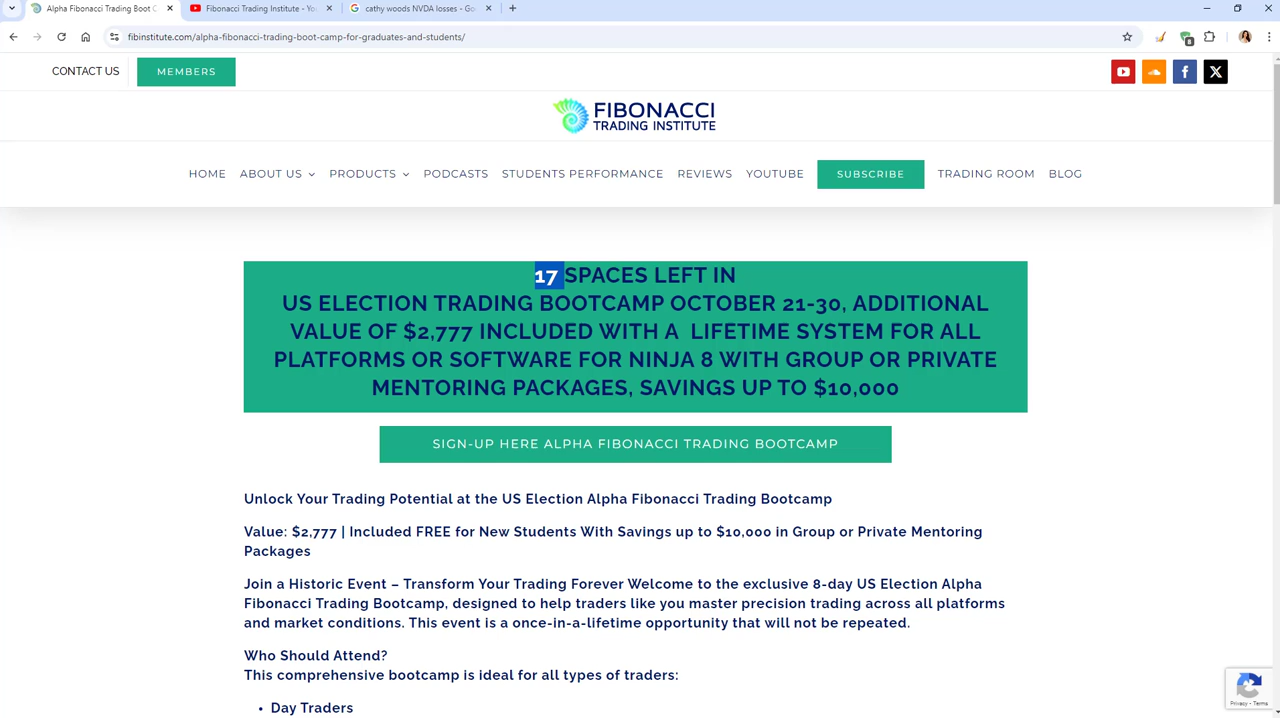 Alpha Fibonacci Trading Boot C
Fibonacci Trading Institute - Yo
cathy woods NVDA losses - Go
fibinstitute.com/alpha-fibonacci-trading-boot-camp-for-graduates-and-students/
CONTACT US
MEMBERS
FIBONACCI
TRADING INSTITUTE
HOME ABOUT US PRODUCTS PODCASTS STUDENTS PERFORMANCE REVIEWS YOUTUBE SUBSCRIBE TRADING ROOM BLOG
17 SPACES LEFT IN
US ELECTION TRADING BOOTCAMP OCTOBER 21-30, ADDITIONAL
VALUE OF $2,777 INCLUDED WITH A LIFETIME SYSTEM FOR ALL
PLATFORMS OR SOFTWARE FOR NINJA 8 WITH GROUP OR PRIVATE
MENTORING PACKAGES, SAVINGS UP TO $10,000
SIGN-UP HERE ALPHA FIBONACCI TRADING BOOTCAMP
Unlock Your Trading Potential at the US Election Alpha Fibonacci Trading Bootcamp
Value: $2,777 | Included FREE for New Students With Savings up to $10,000 in Group or Private Mentoring
Packages
Join a Historic Event – Transform Your Trading Forever Welcome to the exclusive 8-day US Election Alpha
Fibonacci Trading Bootcamp, designed to help traders like you master precision trading across all platforms
and market conditions. This event is a once-in-a-lifetime opportunity that will not be repeated.
Who Should Attend?
This comprehensive bootcamp is ideal for all types of traders:
• Day Traders
Privacy - Terms